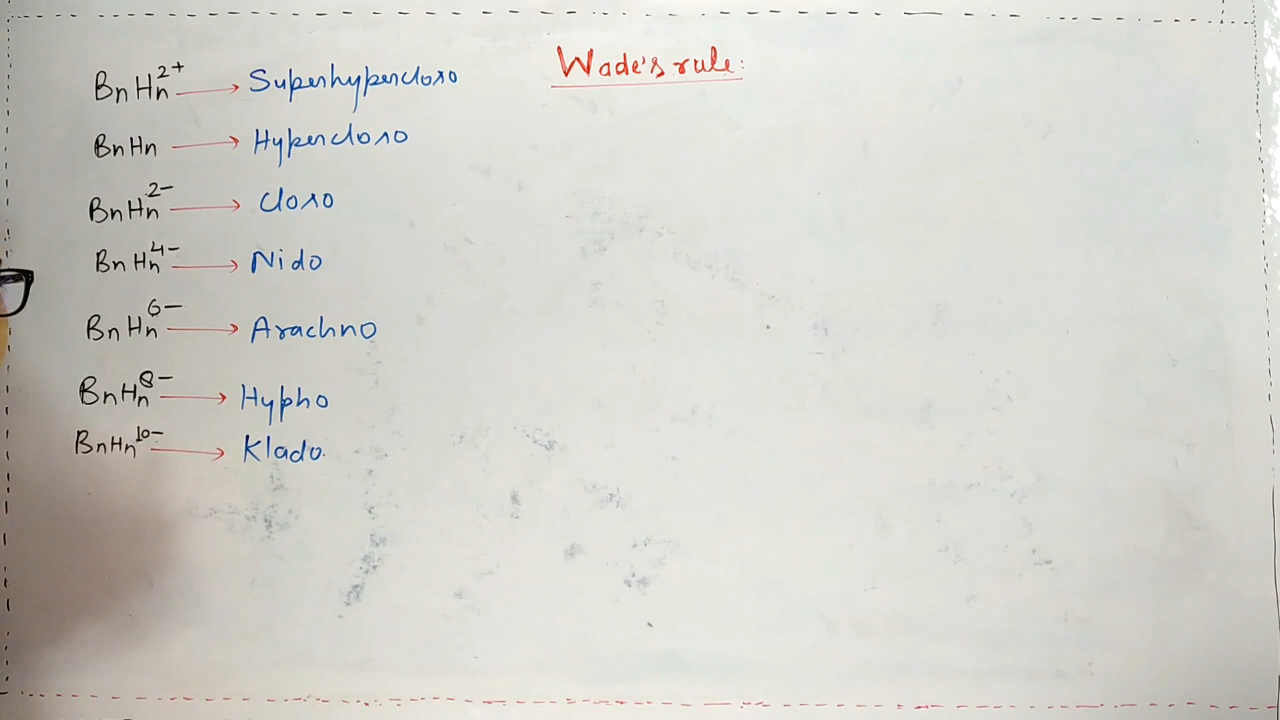 Wade's rule:
BnHn2+ → Superhypercloso
BnHn → Hypercloso
BnHn2- → Closo
BnHn4- → Nido
BnHn6- → Arachno
BnHn8- → Hypho
BnHn10- → Klado.